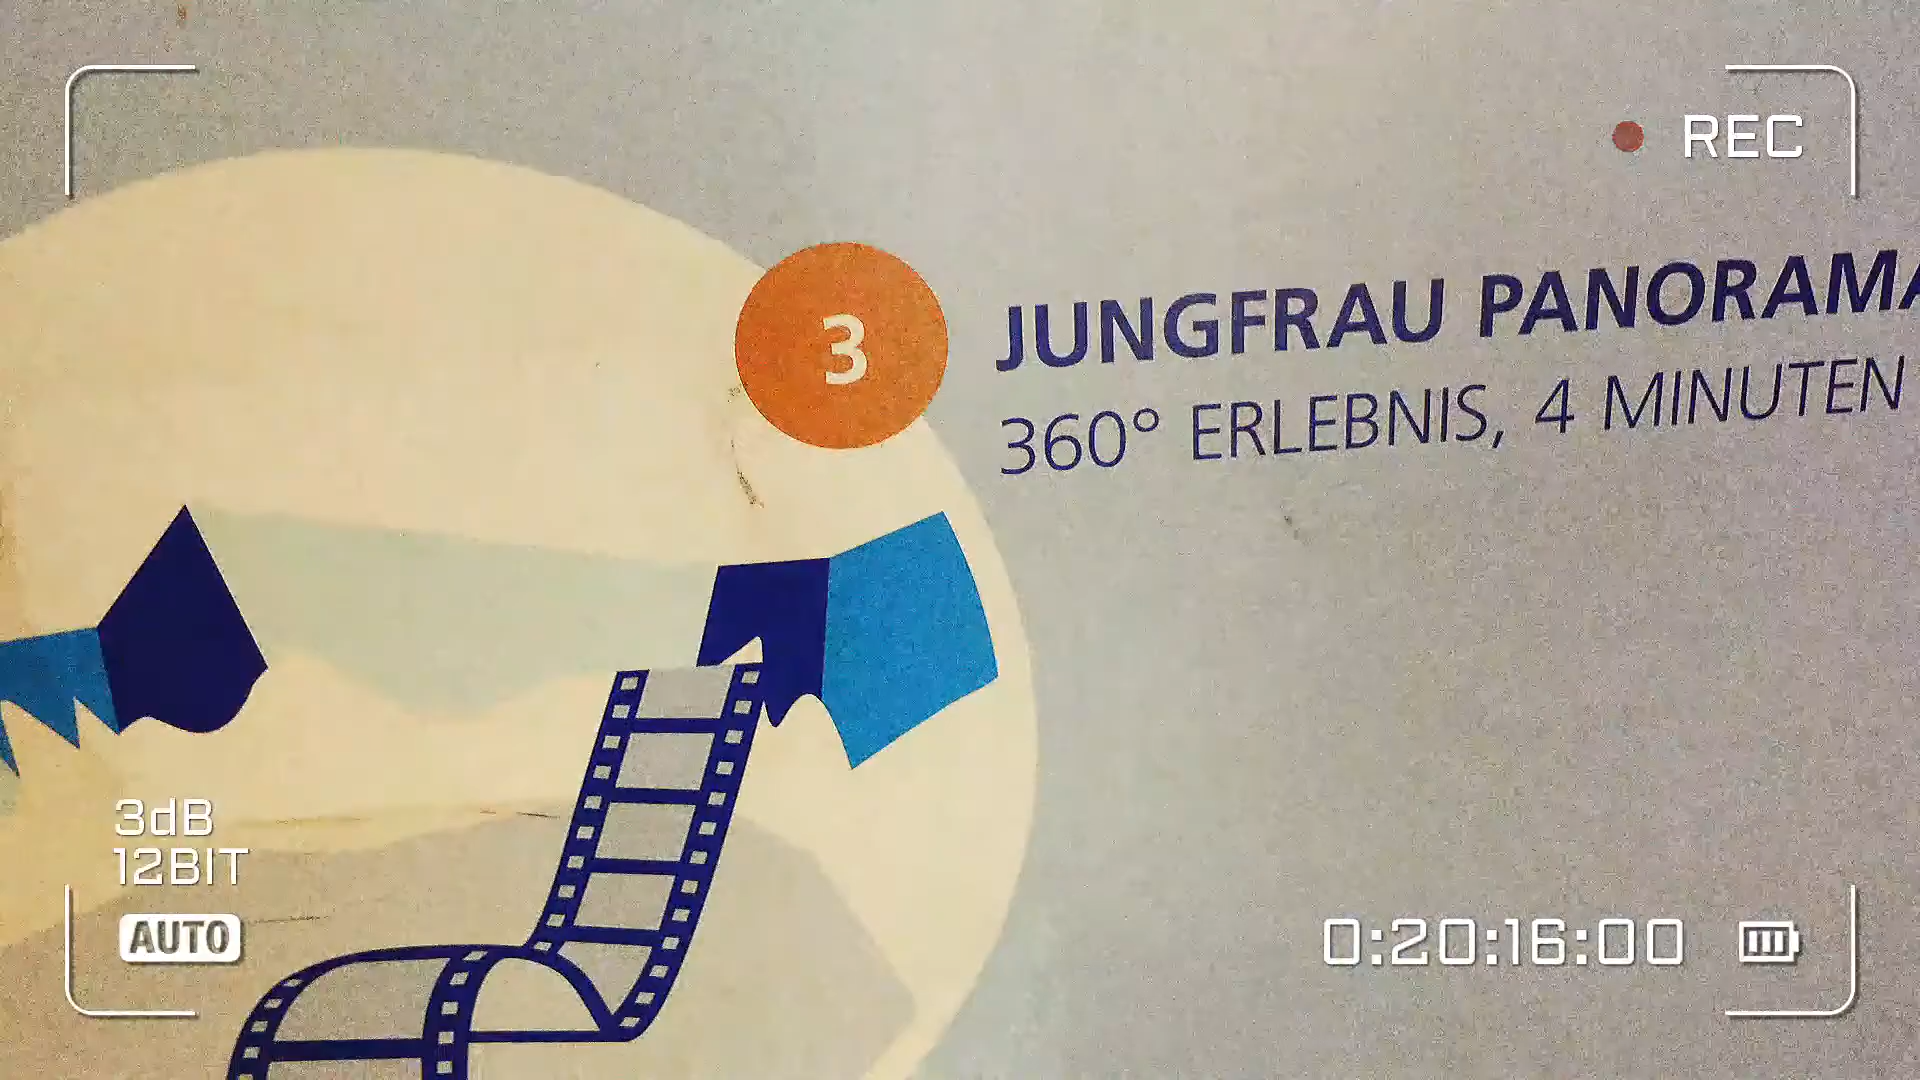 REC
3
JUNGFRAU PANORAMA
360° ERLEBNIS, 4 MINUTEN
3dB
12BIT
AUTO
0:20:16:00